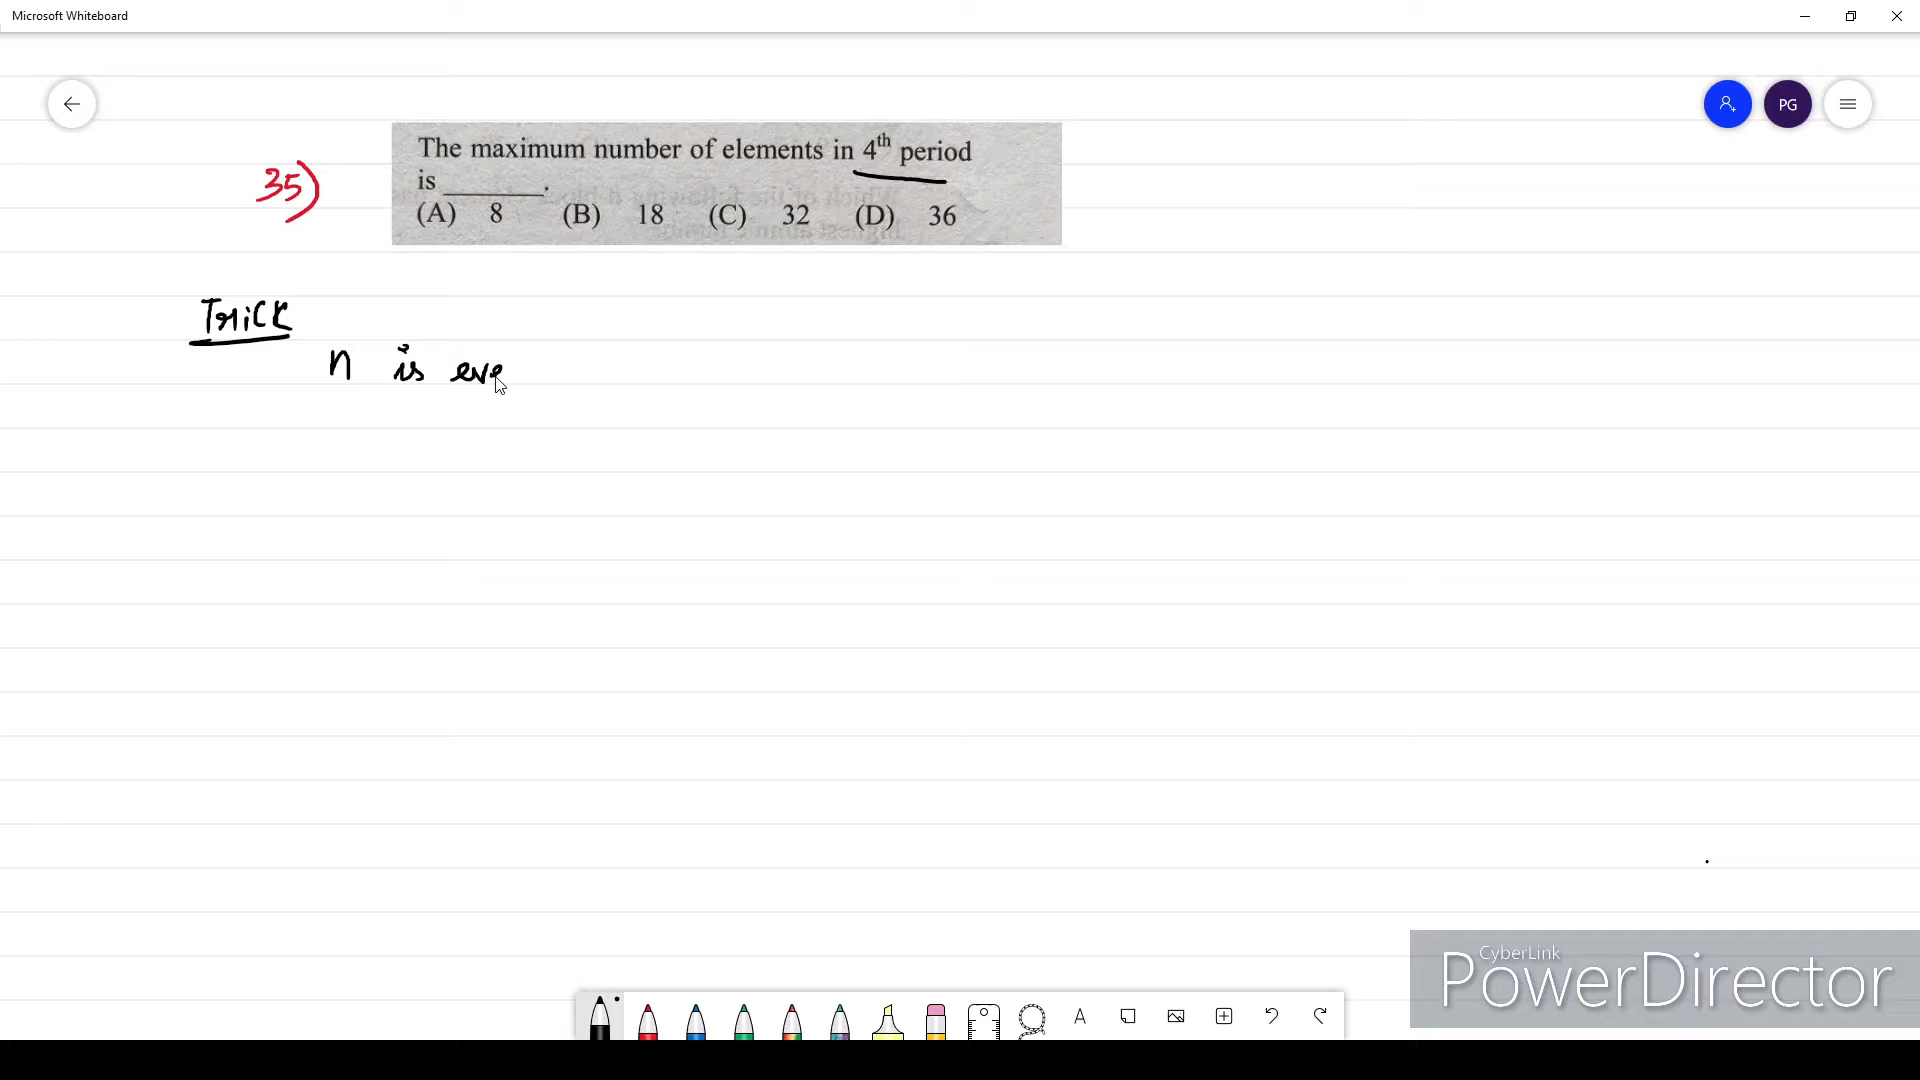 Microsoft Whiteboard
PG
35)
The maximum number of elements in 4th period
is ________.
(A) 8 (B) 18 (C) 32 (D) 36
Trick
n is eve
A
CyberLink
PowerDirector